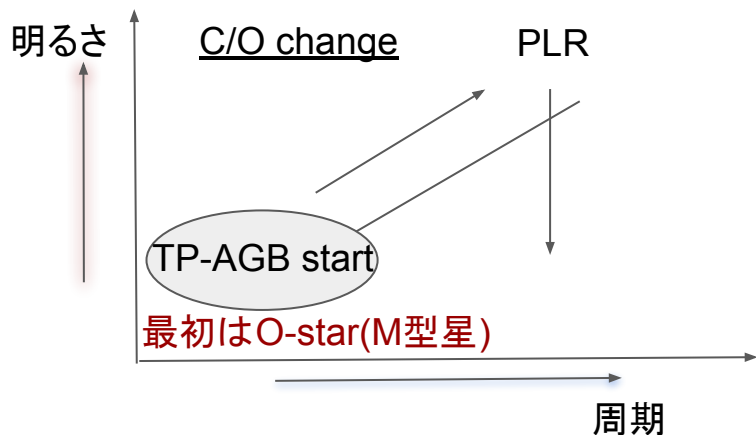 明るさ
C/O change
PLR
TP-AGB start
最初はO-star(M型星)
周期